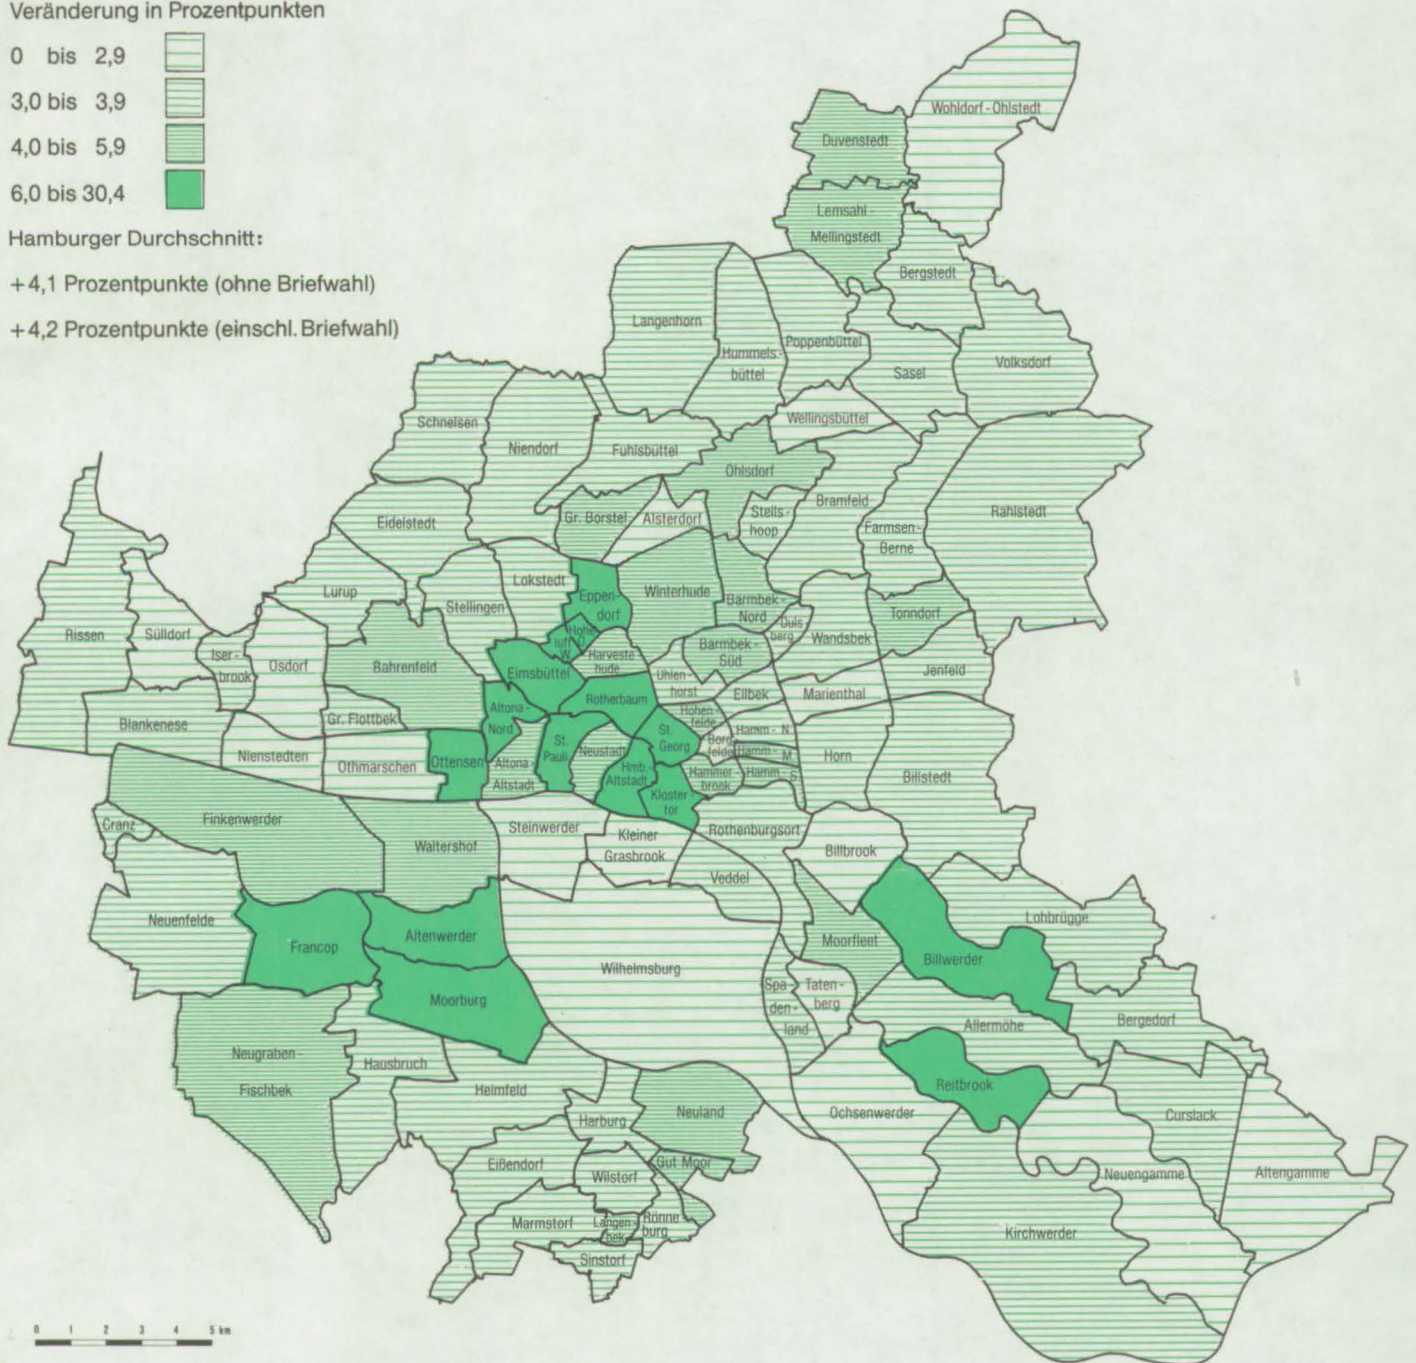 Veränderung in Prozentpunkten
0 bis 2,9
3,0 bis 3,9
4,0 bis 5,9
6,0 bis 30,4
Hamburger Durchschnitt:
+4,1 Prozentpunkte (ohne Briefwahl)
+4,2 Prozentpunkte (einschl. Briefwahl)
Wohldorf-Ohlstedt
Duvenstedt
Lemsahl-
Mellingstedt
Bergstedt
Langenhorn
Hummels-
büttel
Poppenbüttel
Sasel
Volksdorf
Schnelsen
Niendorf
Fuhlsbüttel
Wellingsbüttel
Ohlsdorf
Eidelstedt
Gr. Borstel
Alsterdorf
Steils-
hoop
Bramfeld
Farmsen-
Berne
Rahlstedt
Lurup
Stellingen
Lokstedt
Eppen-
dorf
Winterhude
Barmbek-
Nord
Duls-
berg
Wandsbek
Tonndorf
Rissen
Sülldorf
Iser-
brook
Osdorf
Bahrenfeld
Hohe-
luft
O.
W.
Harveste-
hude
Barmbek-
Süd
Eimsbüttel
Uhlen-
horst
Eilbek
Marienthal
Jenfeld
Blankenese
Gr. Flottbek
Altona-
Nord
Rotherbaum
Hohen-
felde
Hamm- N.
Nienstedten
Othmarschen
Ottensen
Altona-
Altstadt
St.
Pauli
Neustadt
St.
Georg
Borg-
felde
Hamm-
M.
Horn
Billstedt
Hmb.-
Altstadt
Hammer-
brook
Hamm- S.
Kloster-
tor
Cranz
Finkenwerder
Waltershof
Steinwerder
Kleiner
Grasbrook
Rothenburgsort
Billbrook
Veddel
Neuenfelde
Francop
Altenwerder
Moorburg
Wilhelmsburg
Moorfleet
Lohbrügge
Billwerder
Spa-
den-
land
Taten-
berg
Allermöhe
Bergedorf
Neugraben-
Fischbek
Hausbruch
Heimfeld
Harburg
Neuland
Reitbrook
Ochsenwerder
Curslack
Eißendorf
Wilstorf
Gut Moor
Neuengamme
Altengamme
Marmstorf
Langen-
bek
Rönne-
burg
Sinstorf
Kirchwerder
0 1 2 3 4 5 km